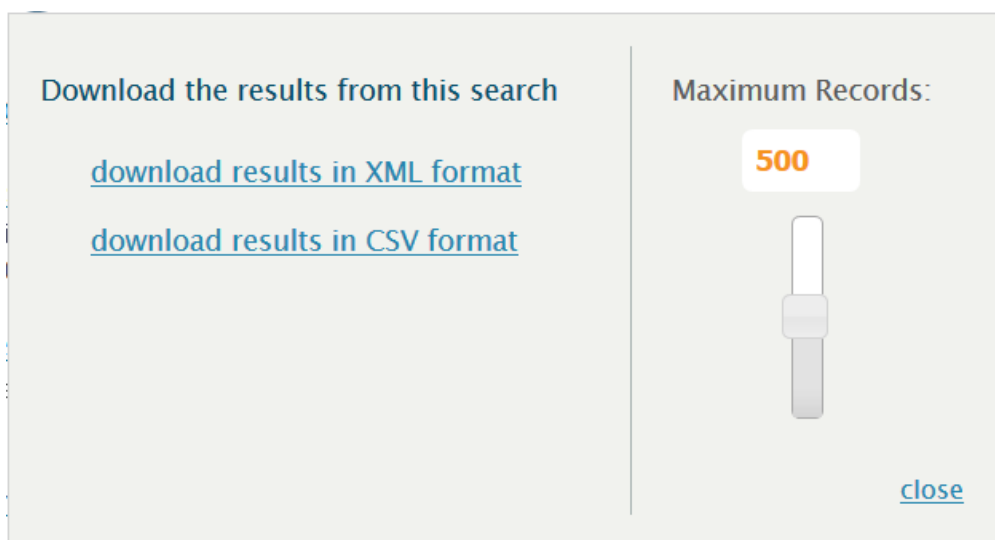 Download the results from this search
download results in XML format
download results in CSV format
Maximum Records:
500
close